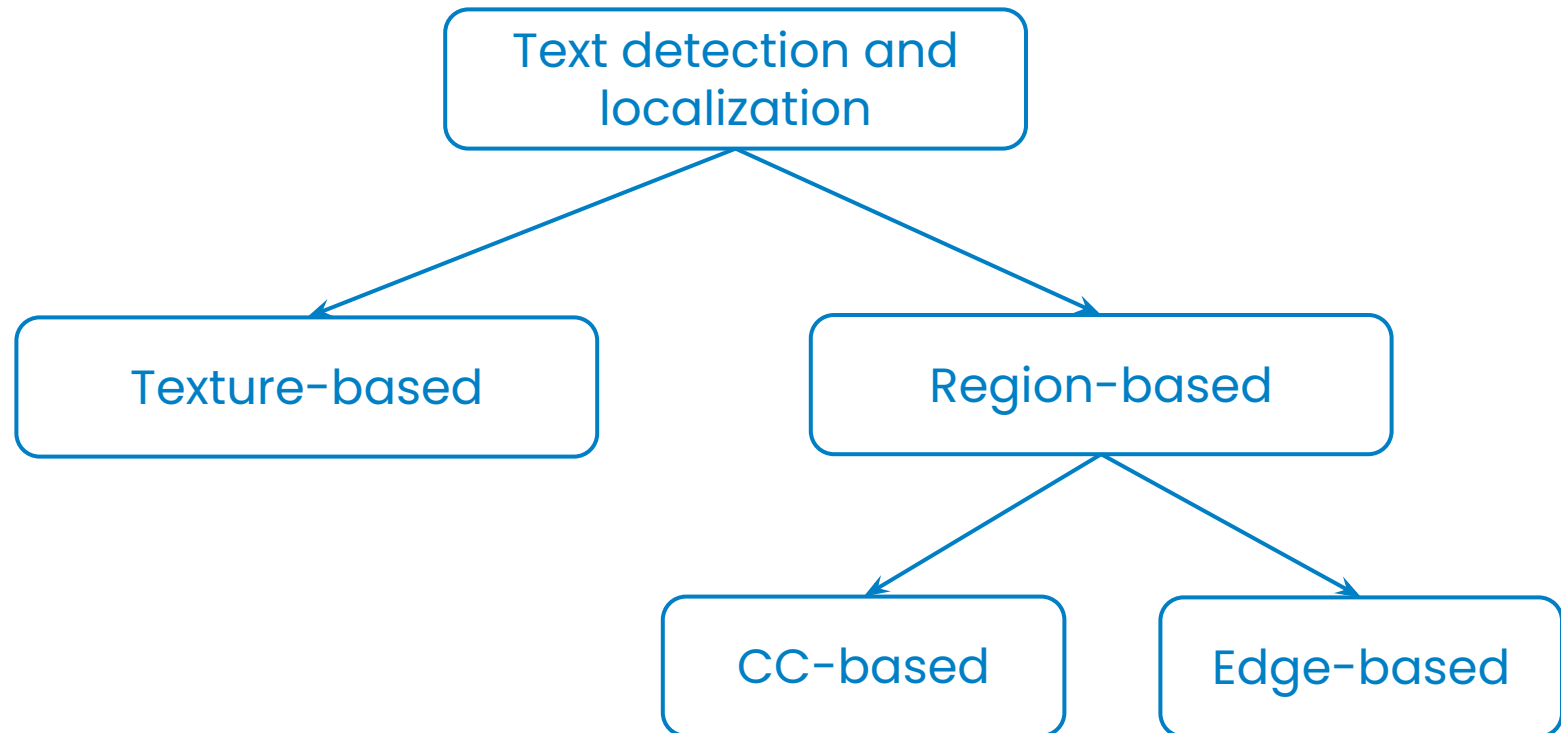 Text detection and
localization
Texture-based
Region-based
CC-based
Edge-based